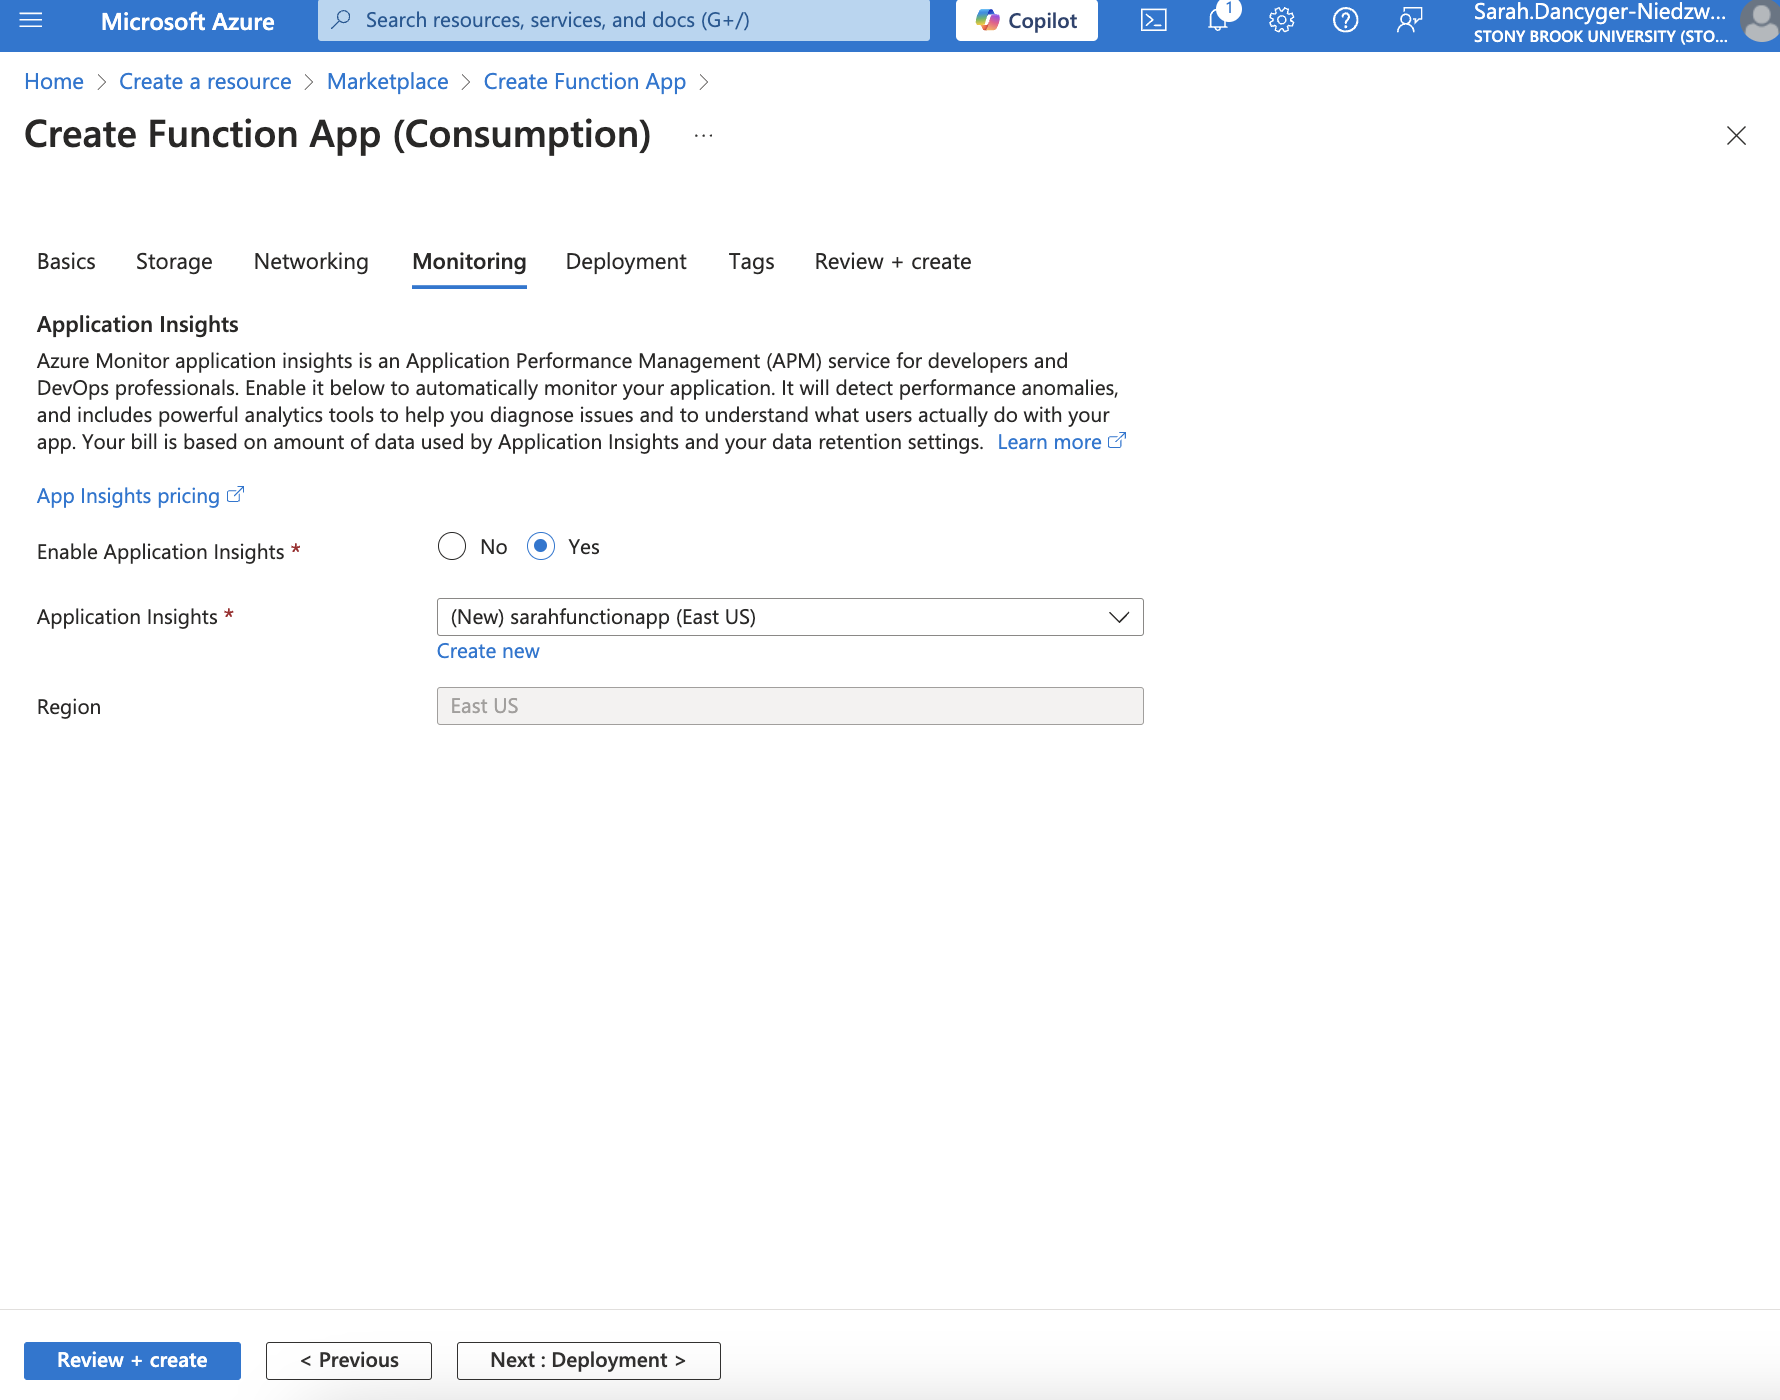 Microsoft Azure
Search resources, services, and docs (G+/)
Copilot
1
Sarah.Dancyger-Niedzw...
STONY BROOK UNIVERSITY (STO...
Home > Create a resource > Marketplace > Create Function App >
Create Function App (Consumption) ...
Basics Storage Networking Monitoring Deployment Tags Review + create
Application Insights
Azure Monitor application insights is an Application Performance Management (APM) service for developers and
DevOps professionals. Enable it below to automatically monitor your application. It will detect performance anomalies,
and includes powerful analytics tools to help you diagnose issues and to understand what users actually do with your
app. Your bill is based on amount of data used by Application Insights and your data retention settings. Learn more
App Insights pricing
Enable Application Insights * No Yes
Application Insights * (New) sarahfunctionapp (East US)
Create new
Region East US
Review + create < Previous Next : Deployment >